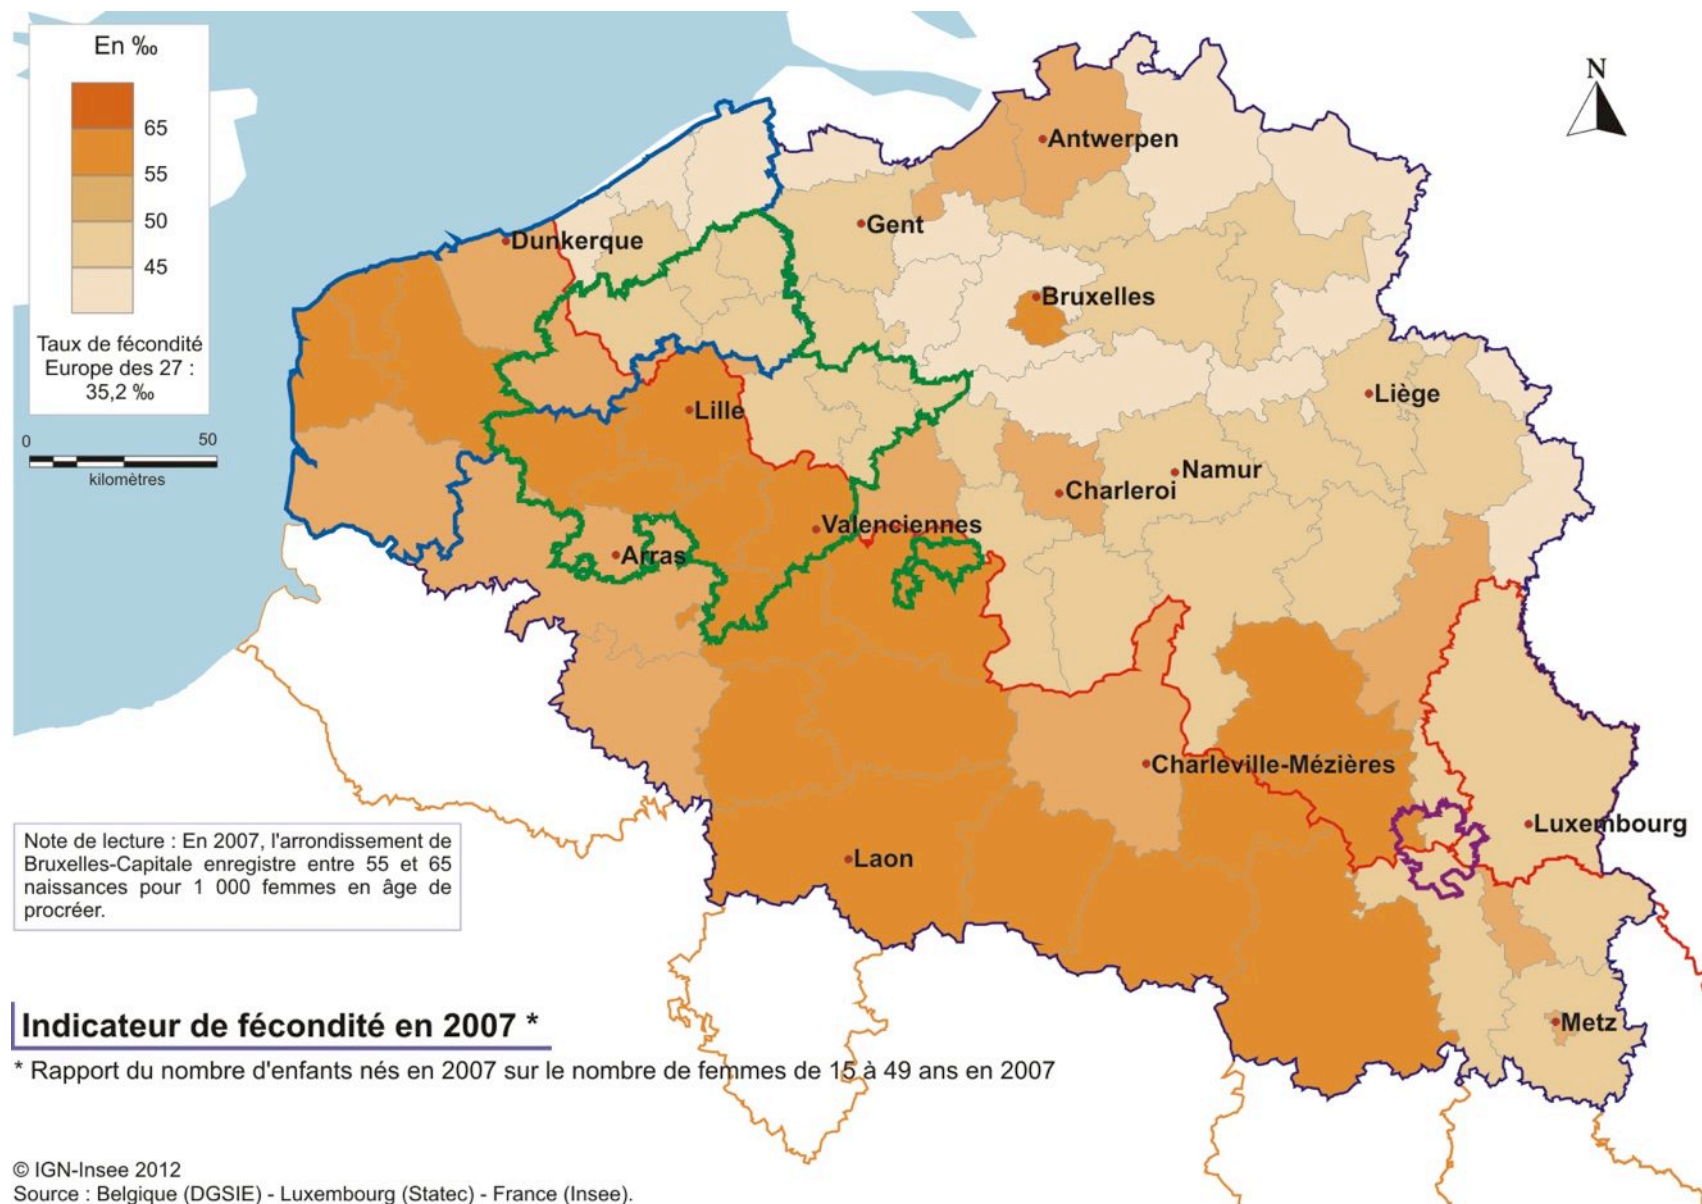 En ‰
65
55
50
45
Taux de fécondité
Europe des 27 :
35,2 ‰
0
50
kilomètres
N
Antwerpen
Gent
Dunkerque
Bruxelles
Liège
Lille
Namur
Charleroi
Valenciennes
Arras
Charleville-Mézières
Luxembourg
Laon
Metz
Note de lecture : En 2007, l'arrondissement de
Bruxelles-Capitale enregistre entre 55 et 65
naissances pour 1 000 femmes en âge de
procréer.
Indicateur de fécondité en 2007 *
* Rapport du nombre d'enfants nés en 2007 sur le nombre de femmes de 15 à 49 ans en 2007
© IGN-Insee 2012
Source : Belgique (DGSIE) - Luxembourg (Statec) - France (Insee).